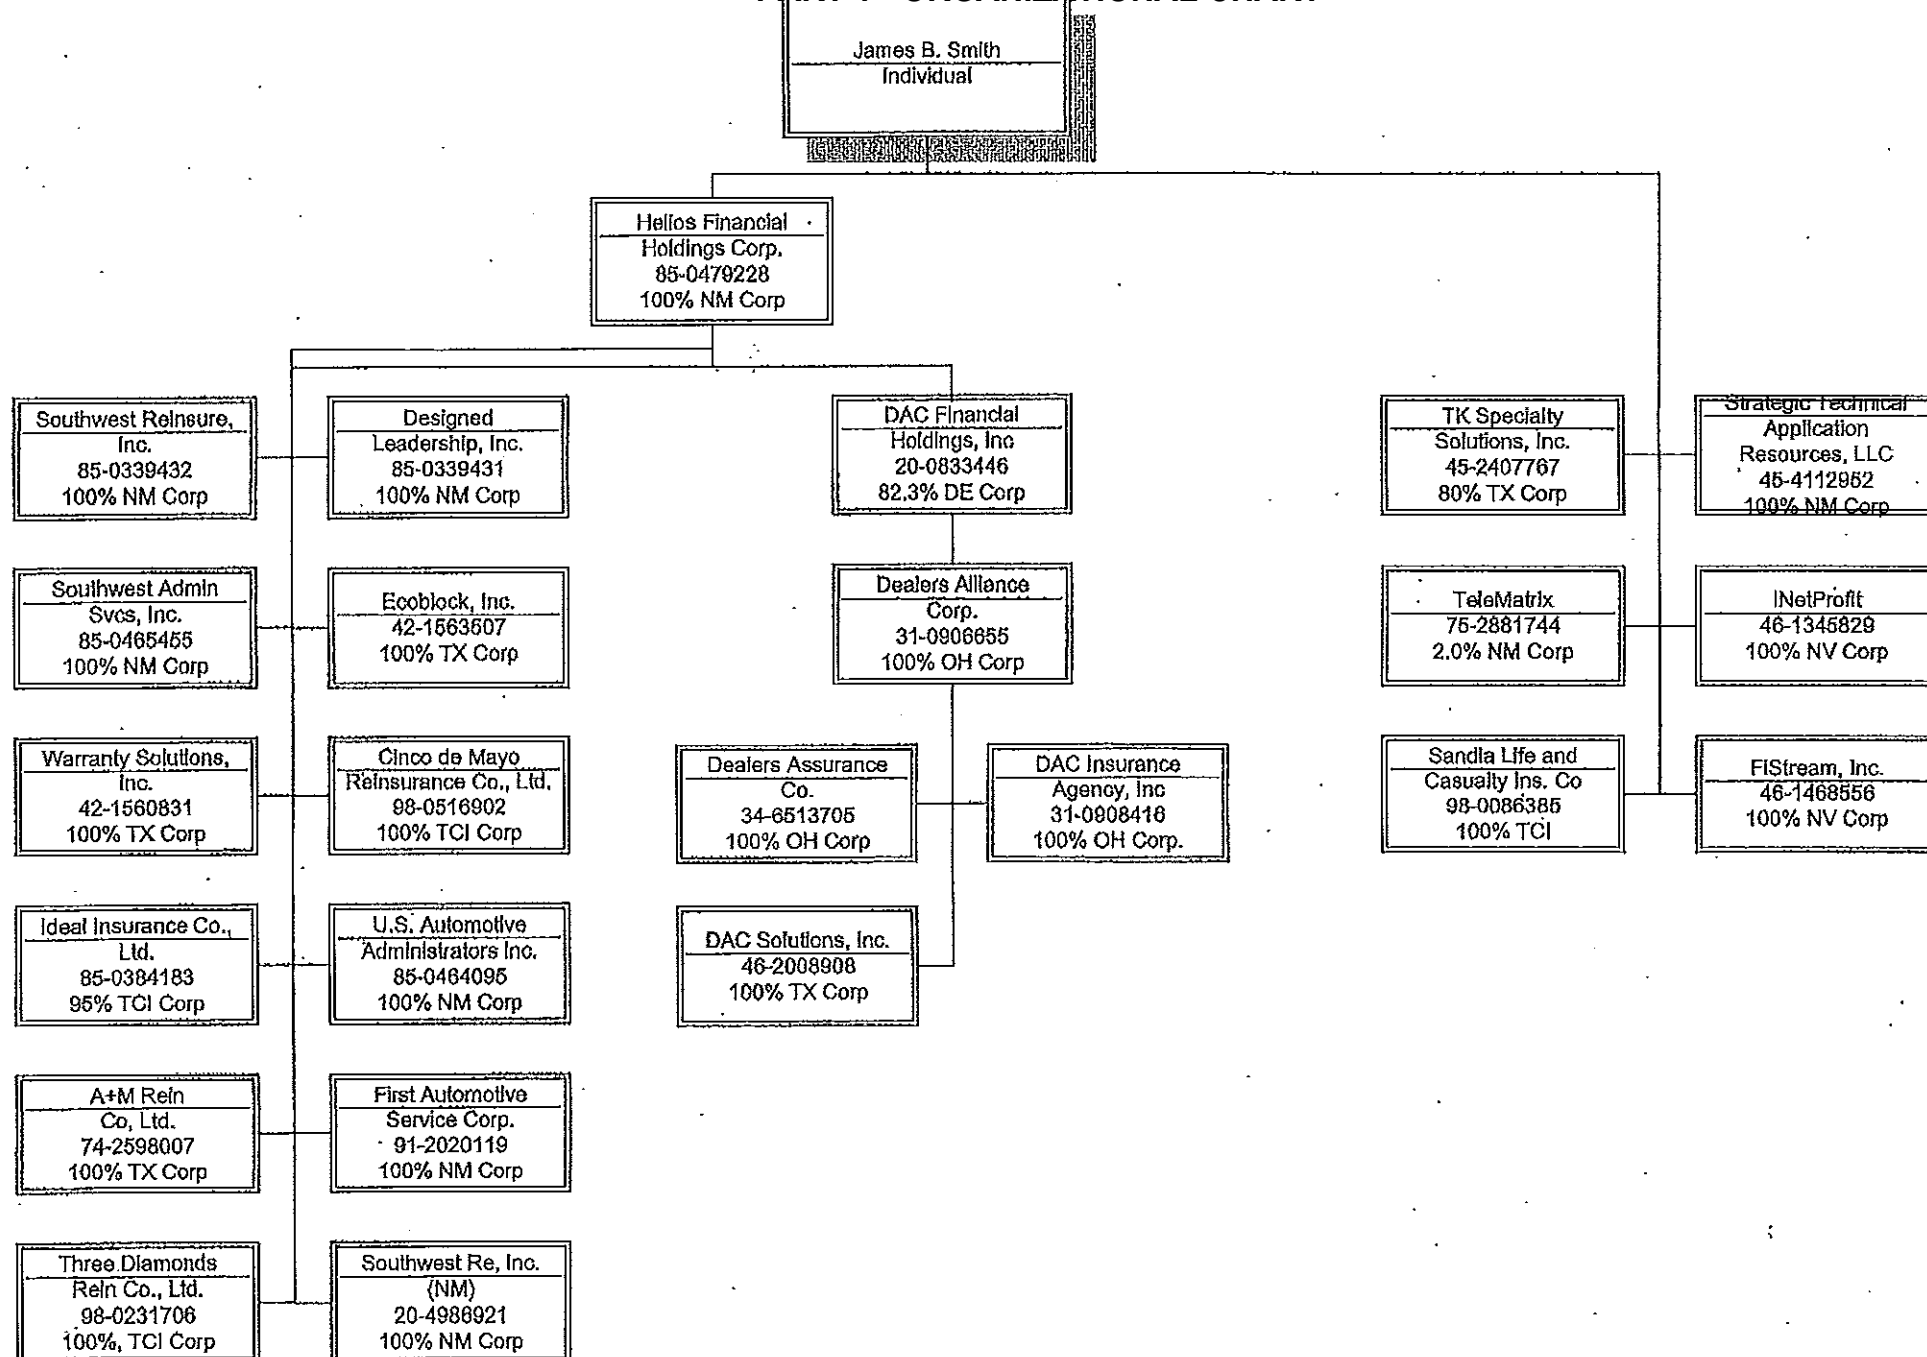 James B. Smith
Individual
Helios Financial
Holdings Corp.
85-0479228
100% NM Corp
Southwest Reinsure,
Inc.
85-0339432
100% NM Corp
Designed
Leadership, Inc.
85-0339431
100% NM Corp
DAC Financial
Holdings, Inc
20-0833446
82.3% DE Corp
TK Specialty
Solutions, Inc.
45-2407767
80% TX Corp
Strategic Technical
Application
Resources, LLC
45-4112952
100% NM Corp
Southwest Admin
Svcs, Inc.
85-0465455
100% NM Corp
Ecoblock, Inc.
42-1563607
100% TX Corp
Dealers Alliance
Corp.
31-0906655
100% OH Corp
TeleMatrix
75-2881744
2.0% NM Corp
INetProfit
46-1345829
100% NV Corp
Warranty Solutions,
Inc.
42-1560831
100% TX Corp
Cinco de Mayo
Reinsurance Co., Ltd.
98-0516902
100% TCI Corp
Dealers Assurance
Co.
34-6513705
100% OH Corp
DAC Insurance
Agency, Inc
31-0908416
100% OH Corp.
Sandia Life and
Casualty Ins. Co
98-0086385
100% TCI
FIStream, Inc.
46-1468556
100% NV Corp
Ideal Insurance Co.,
Ltd.
85-0384183
95% TCI Corp
U.S. Automotive
Administrators Inc.
85-0464095
100% NM Corp
DAC Solutions, Inc.
46-2008908
100% TX Corp
A+M Rein
Co, Ltd.
74-2598007
100% TX Corp
First Automotive
Service Corp.
91-2020119
100% NM Corp
Three Diamonds
Rein Co., Ltd.
98-0231706
100%, TCI Corp
Southwest Re, Inc.
(NM)
20-4986921
100% NM Corp